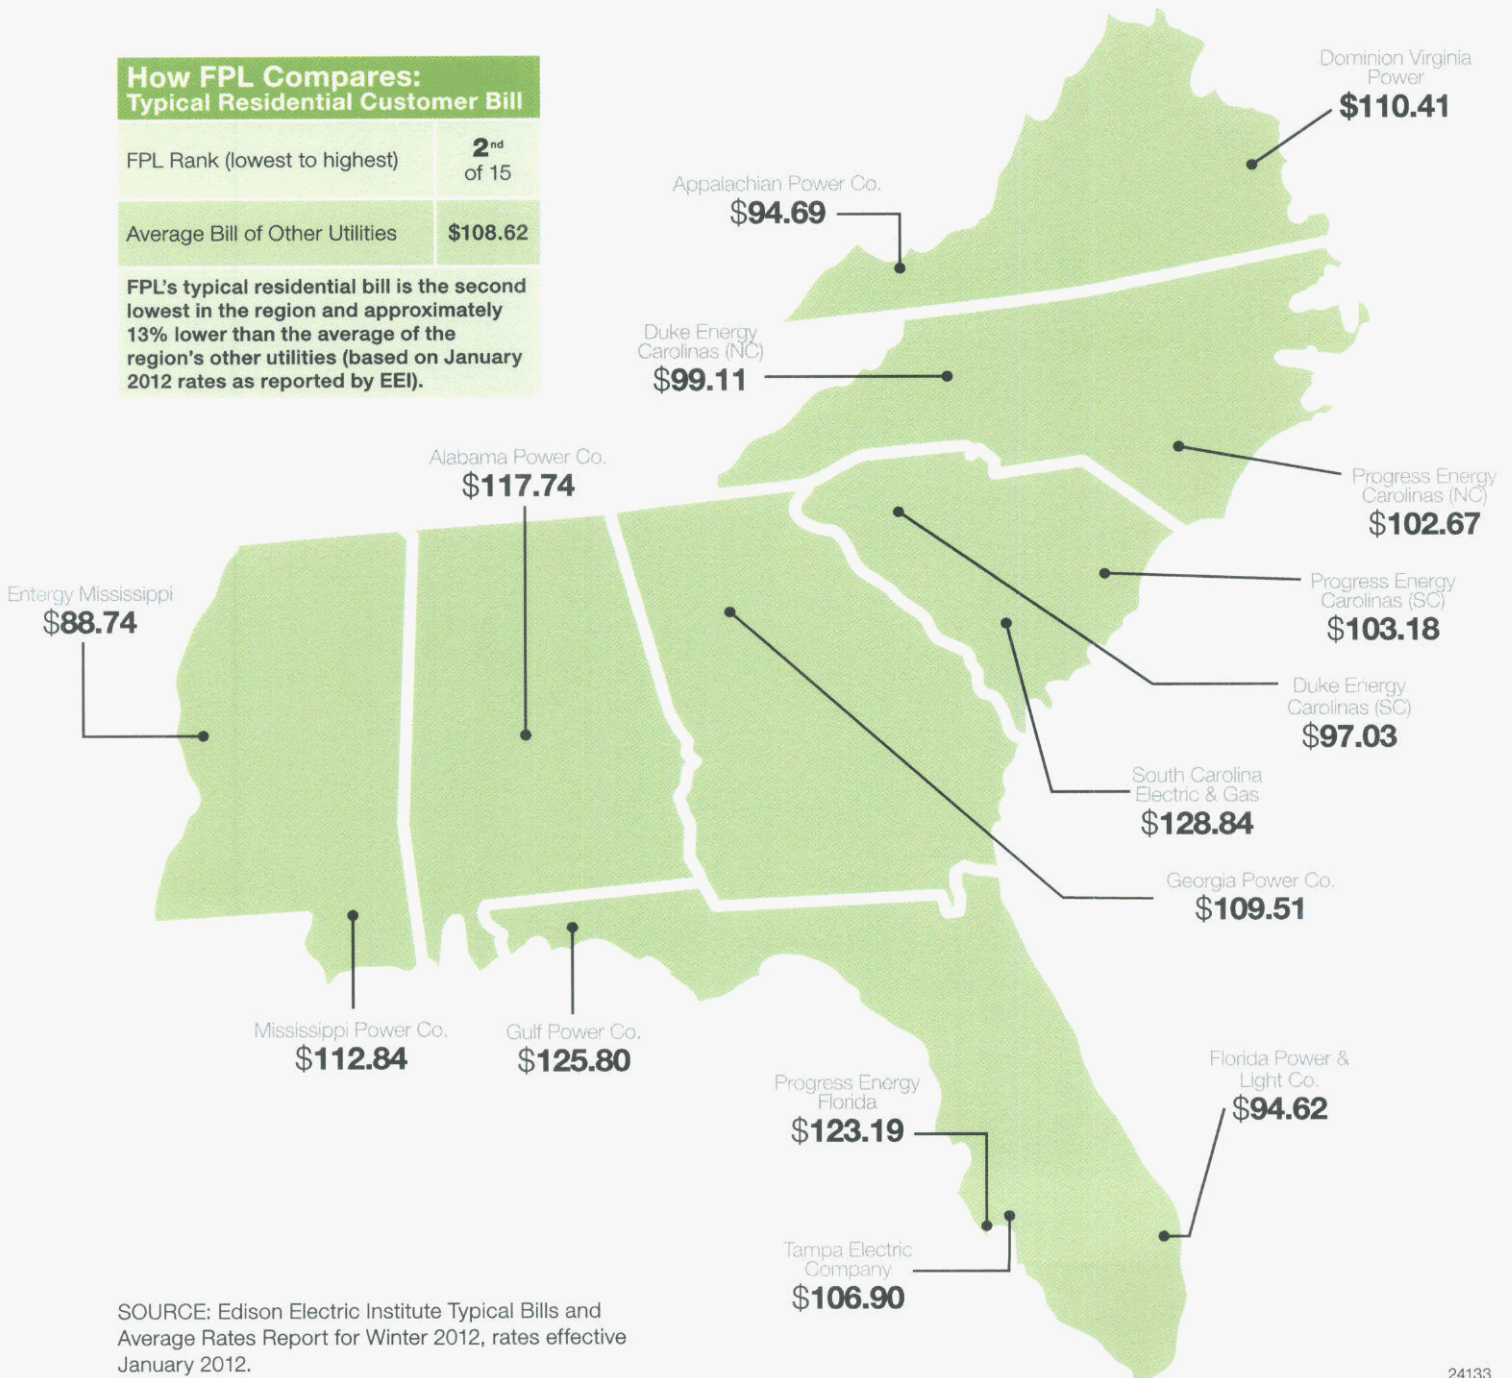 How FPL Compares:
Typical Residential Customer Bill
FPL Rank (lowest to highest)
2nd
of 15
Average Bill of Other Utilities
$108.62
FPL's typical residential bill is the second
lowest in the region and approximately
13% lower than the average of the
region's other utilities (based on January
2012 rates as reported by EEI).
Dominion Virginia
Power
$110.41
Appalachian Power Co.
$94.69
Duke Energy
Carolinas (NC)
$99.11
Alabama Power Co.
$117.74
Progress Energy
Carolinas (NC)
$102.67
Entergy Mississippi
$88.74
Progress Energy
Carolinas (SC)
$103.18
Duke Energy
Carolinas (SC)
$97.03
South Carolina
Electric & Gas
$128.84
Georgia Power Co.
$109.51
Mississippi Power Co.
$112.84
Gulf Power Co.
$125.80
Progress Energy
Florida
$123.19
Florida Power &
Light Co.
$94.62
Tampa Electric
Company
$106.90
SOURCE: Edison Electric Institute Typical Bills and
Average Rates Report for Winter 2012, rates effective
January 2012.
24133